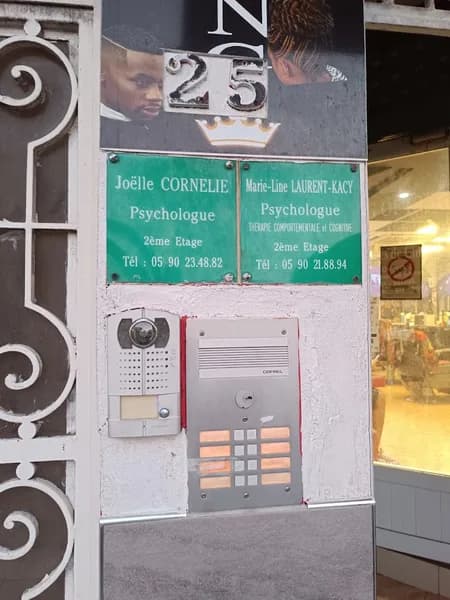 N
G
25
Joëlle CORNELIE
Psychologue
2ème Etage
Tél : 05 90 23.48.82
Marie-Line LAURENT-KACY
Psychologue
THERAPIE COMPORTEMENTALE et COGNITIVE
2ème Etage
Tél : 05 90 21.88.94